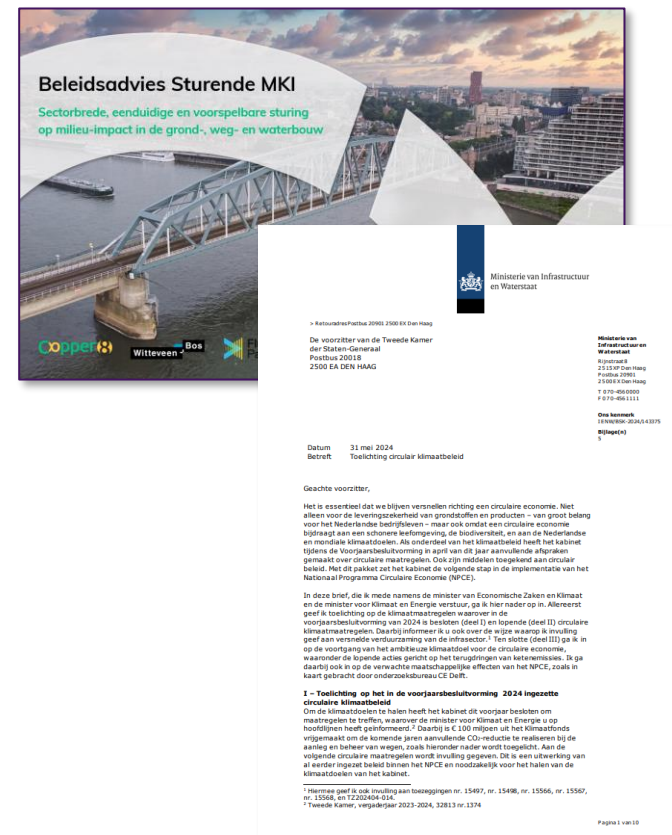 Beleidsadvies Sturende MKI
Sectorbrede, eenduidige en voorspelbare sturing
op milieu-impact in de grond-, weg- en waterbouw
Copper8
Witteveen Bos
Ministerie van Infrastructuur
en Waterstaat
> Retouradres Postbus 20901 2500 EX Den Haag
De voorzitter van de Tweede Kamer
der Staten-Generaal
Postbus 20018
2500 EA DEN HAAG
Ministerie van
Infrastructuur en
Waterstaat
Rijnstraat 8
2515 XP Den Haag
Postbus 20901
2500 EX Den Haag
T 070-4560000
F 070-4561111
Ons kenmerk
IENW/BSK-2024/143375
Bijlage(n)
5
Datum 31 mei 2024
Betreft Toelichting circulair klimaatbeleid
Geachte voorzitter,
Het is essentieel dat we blijven versnellen richting een circulaire economie. Niet
alleen voor de leveringszekerheid van grondstoffen en producten – van groot belang
voor het Nederlandse bedrijfsleven – maar ook omdat een circulaire economie
bijdraagt aan een schonere leefomgeving, de biodiversiteit, en aan de Nederlandse
en mondiale klimaatdoelen. Als onderdeel van het klimaatbeleid heeft het kabinet
tijdens de Voorjaarsbesluitvorming in april van dit jaar aanvullende afspraken
gemaakt over circulaire maatregelen. Ook zijn middelen toegekend aan circulair
beleid. Met dit pakket zet het kabinet de volgende stap in de implementatie van het
Nationaal Programma Circulaire Economie (NPCE).
In deze brief, die ik mede namens de minister van Economische Zaken en Klimaat
en de minister voor Klimaat en Energie verstuur, ga ik hier nader op in. Allereerst
geef ik toelichting op de klimaatmaatregelen waarover in de
voorjaarsbesluitvorming van 2024 is besloten (deel I) en lopende (deel II) circulaire
klimaatmaatregelen. Daarbij informeer ik u ook over de wijze waarop ik invulling
geef aan versnelde verduurzaming van de infrasector.¹ Ten slotte (deel III) ga ik in
op de voortgang van het ambitieuze klimaatdoel voor de circulaire economie,
waaronder de lopende acties gericht op het terugdringen van ketenemissies. Ik ga
daarbij ook in op de verwachte maatschappelijke effecten van het NPCE, zoals in
kaart gebracht door onderzoeksbureau CE Delft.
I – Toelichting op het in de voorjaarsbesluitvorming 2024 ingezette
circulaire klimaatbeleid
Om de klimaatdoelen te halen heeft het kabinet dit voorjaar besloten om
maatregelen te treffen, waarover de minister voor Klimaat en Energie u op
hoofdlijnen heeft geïnformeerd.² Daarbij is € 100 miljoen uit het Klimaatfonds
vrijgemaakt om de komende jaren aanvullende CO₂-reductie te realiseren bij de
aanleg en beheer van wegen, zoals hieronder nader wordt toegelicht. Aan de
volgende circulaire maatregelen wordt invulling gegeven. Dit is een uitwerking van
al eerder ingezet beleid binnen het NPCE en noodzakelijk voor het halen van de
klimaatdoelen van het kabinet.
¹ Hiermee geef ik ook invulling aan toezeggingen nr. 15497, nr. 15498, nr. 15566, nr. 15567,
nr. 15568, en TZ202404-014.
² Tweede Kamer, vergaderjaar 2023-2024, 32813 nr.1374
Pagina 1 van 10